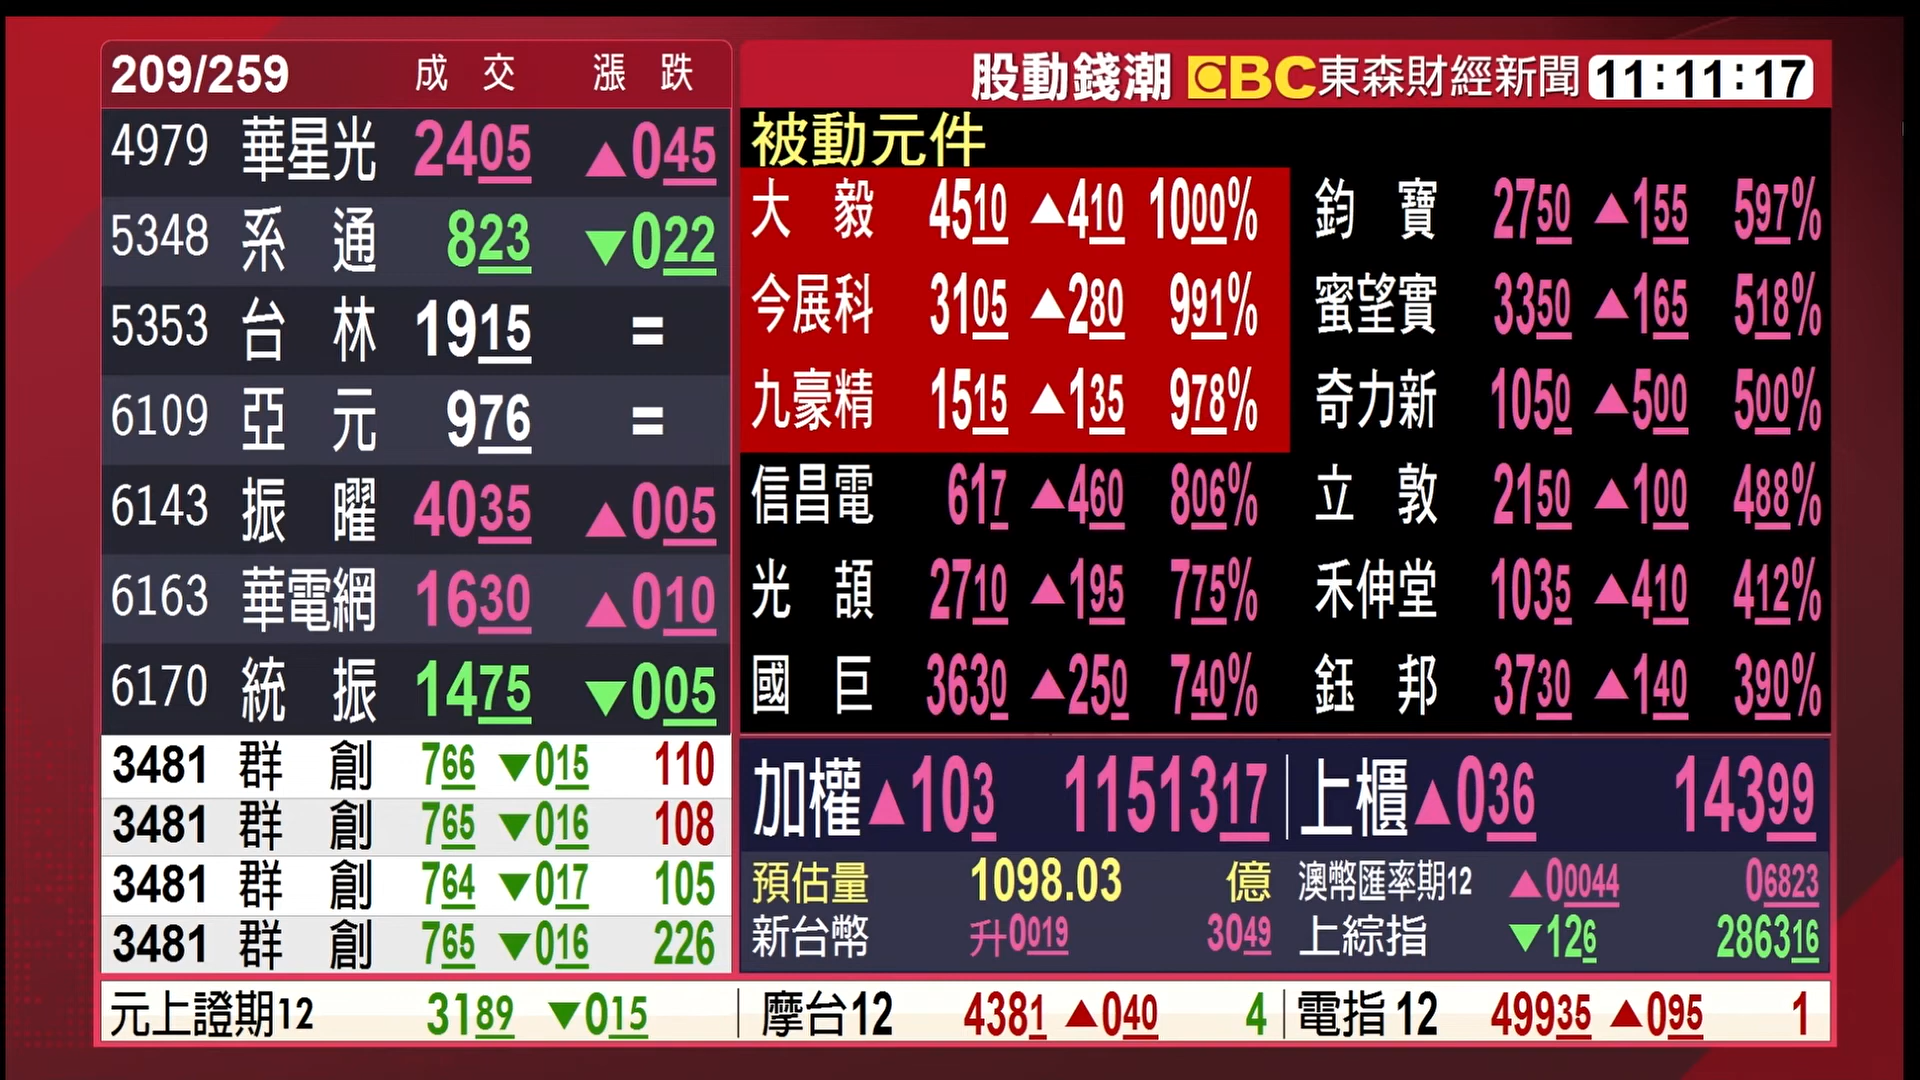 209/259 成交 漲跌
4979 華星光 2405 ▲045
5348 系通 823 ▼022
5353 台林 1915 =
6109 亞元 976 =
6143 振曜 4035 ▲005
6163 華電網 1630 ▲010
6170 統振 1475 ▼005
3481 群創 766 ▼015 110
3481 群創 765 ▼016 108
3481 群創 764 ▼017 105
3481 群創 765 ▼016 226
股動錢潮 EBC 東森財經新聞 11:11:17
被動元件
大毅 4510 ▲410 1000%
今展科 3105 ▲280 991%
九豪精 1515 ▲135 978%
信昌電 617 ▲460 806%
光頡 2710 ▲195 775%
國巨 3630 ▲250 740%
鈞寶 2750 ▲155 597%
蜜望實 3350 ▲165 518%
奇力新 1050 ▲500 500%
立敦 2150 ▲100 488%
禾伸堂 1035 ▲410 412%
鈺邦 3730 ▲140 390%
加權 ▲103 1151317 上櫃 ▲036 14399
預估量 1098.03 億 澳幣匯率期12 ▲00044 06823
新台幣 升0019 3049 上綜指 ▼126 286316
元上證期12 3189 ▼015 摩台12 4381 ▲040 4 電指12 49935 ▲095 1